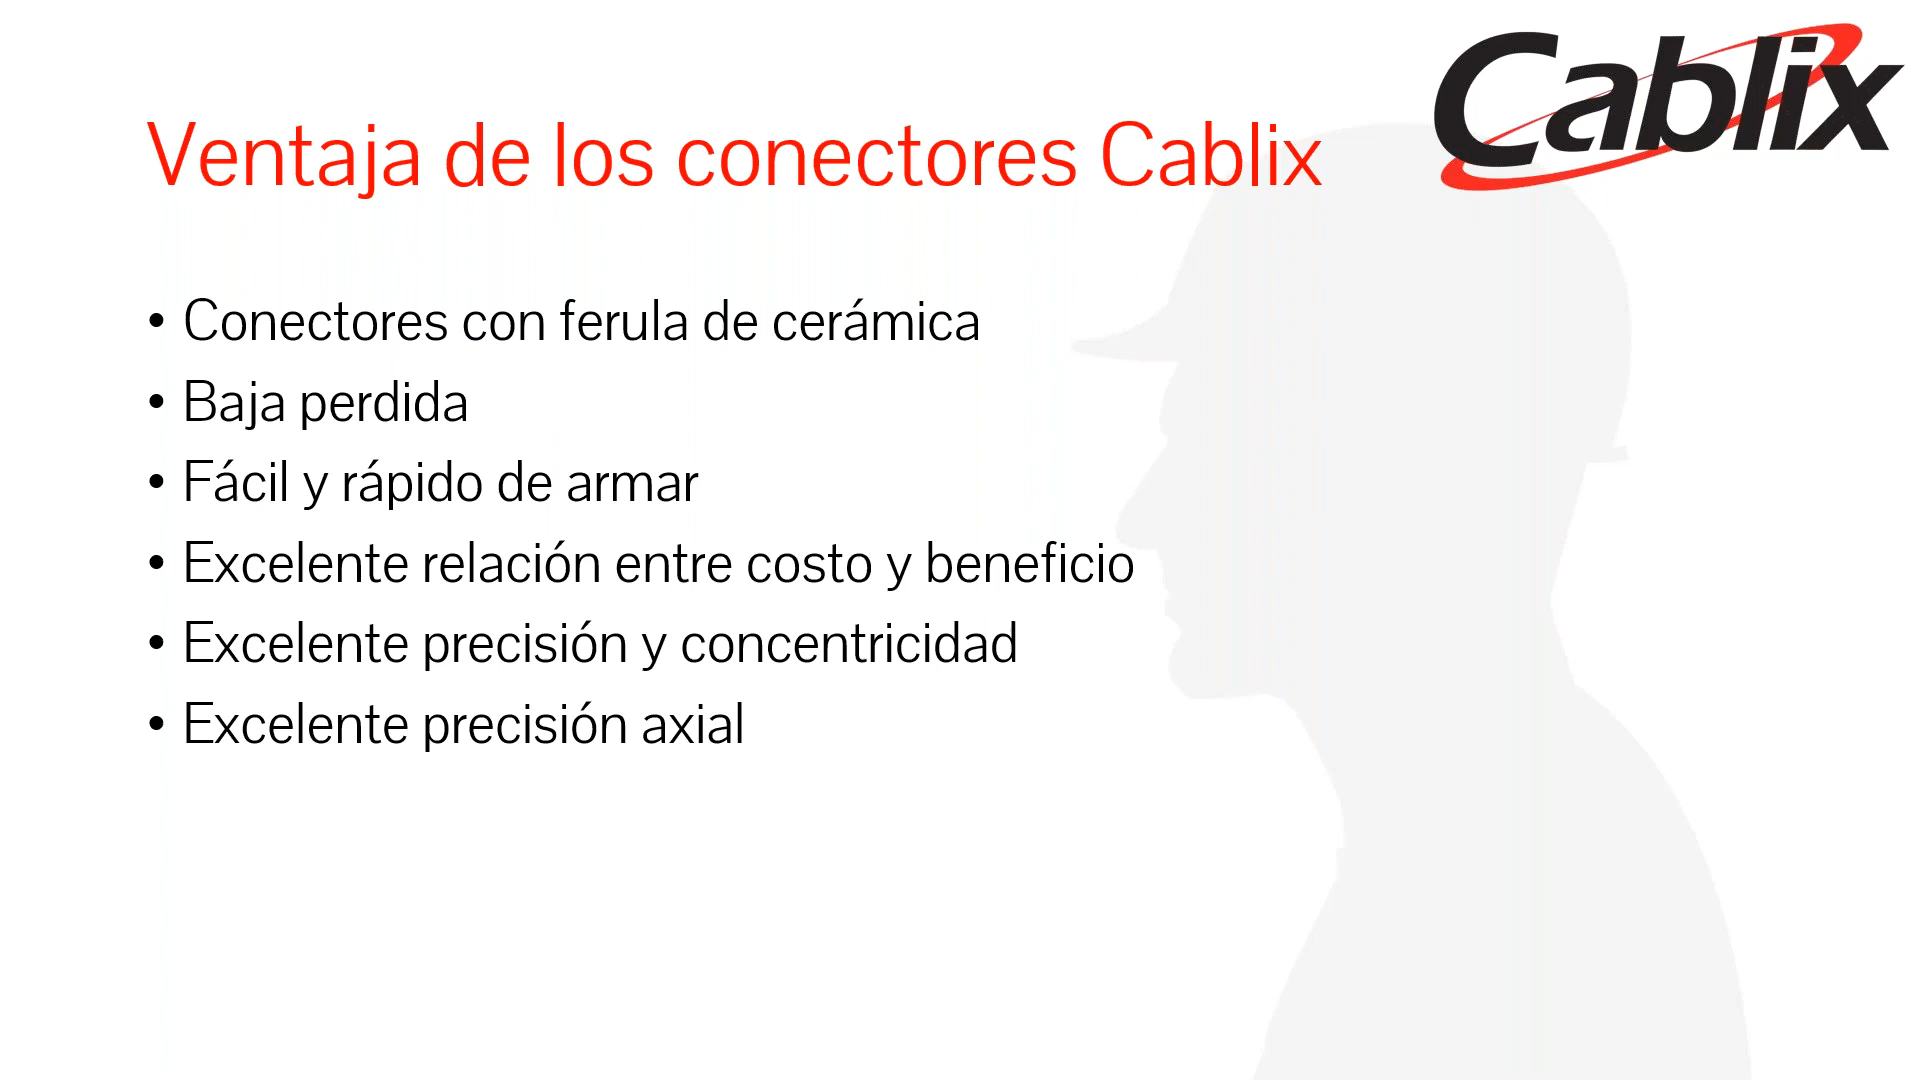 Cablix
Ventaja de los conectores Cablix
• Conectores con ferula de cerámica
• Baja perdida
• Fácil y rápido de armar
• Excelente relación entre costo y beneficio
• Excelente precisión y concentricidad
• Excelente precisión axial